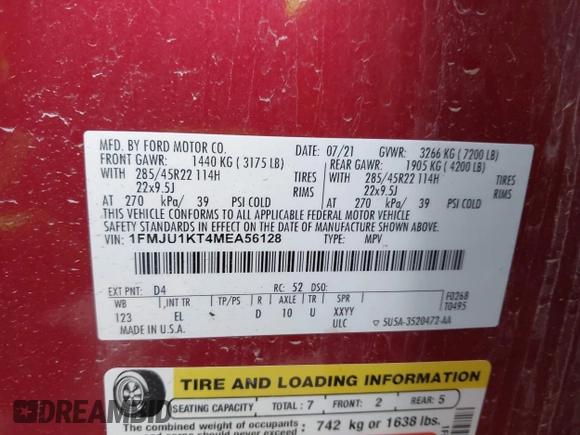 MFD. BY FORD MOTOR CO. DATE: 07/21 GVWR: 3266 KG ( 7200 LB)
FRONT GAWR: 1440 KG ( 3175 LB) REAR GAWR: 1905 KG ( 4200 LB)
WITH 285/45R22 114H TIRES WITH 285/45R22 114H TIRES
22x9.5J RIMS 22x9.5J RIMS
AT 270 kPa/ 39 PSI COLD AT 270 kPa/ 39 PSI COLD
THIS VEHICLE CONFORMS TO ALL APPLICABLE FEDERAL MOTOR VEHICLE
SAFETY STANDARDS IN EFFECT ON THE DATE OF MANUFACTURE SHOWN ABOVE.
VIN: 1FMJU1KT4MEA56128 TYPE: MPV
EXT PNT: D4 RC: 52 DSO: F0268
WB INT TR TP/PS R AXLE TR SPR T0495
123 EL D 10 U XXYY
ULC 5U5A-3520472-AA
MADE IN U.S.A.
TIRE AND LOADING INFORMATION
SEATING CAPACITY TOTAL: 7 FRONT: 2 REAR: 5
The combined weight of occupants 742 kg or 1638 lbs.
DREAMBID